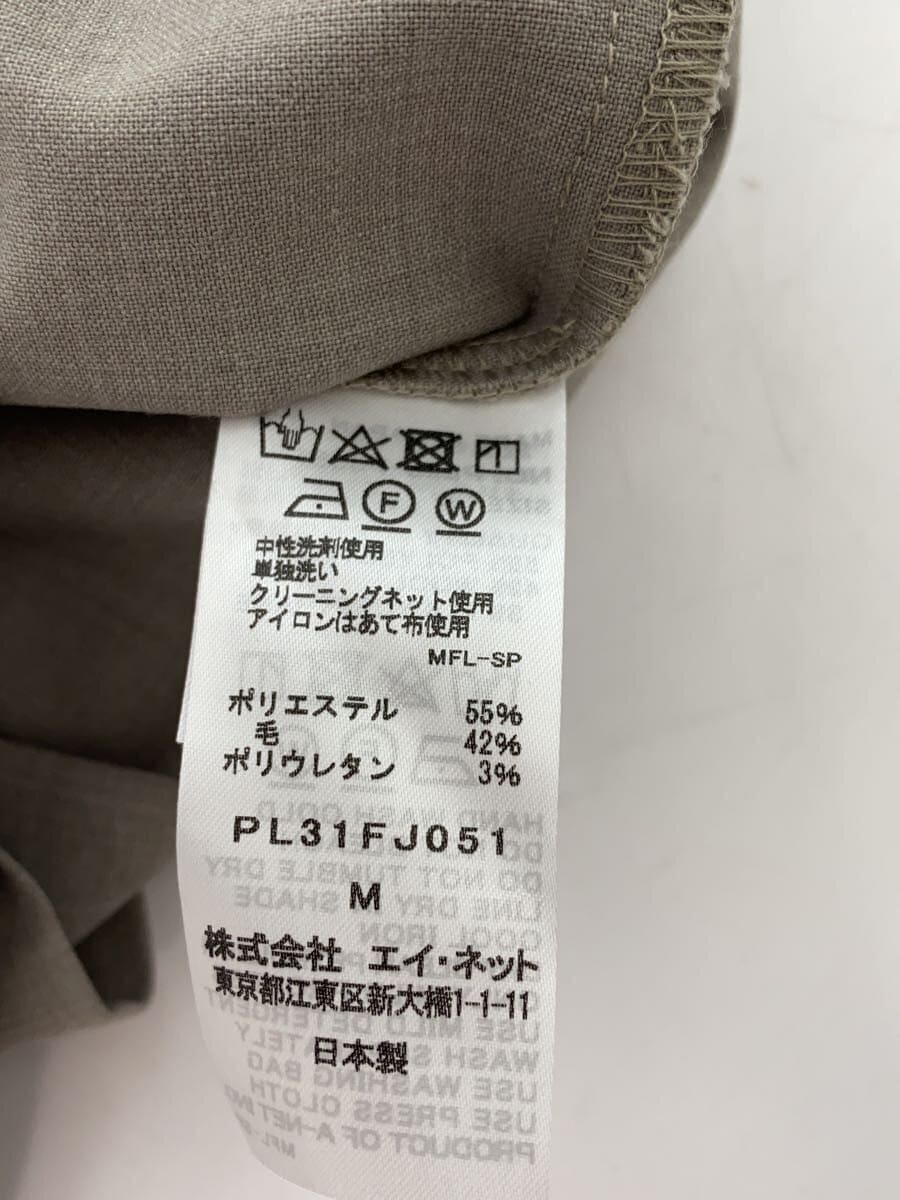 F W
中性洗剤使用
単独洗い
クリーニングネット使用
アイロンはあて布使用
MFL-SP
ポリエステル 55%
毛 42%
ポリウレタン 3%
PL31FJ051
M
株式会社 エイ・ネット
東京都江東区新大橋1-1-11
日本製